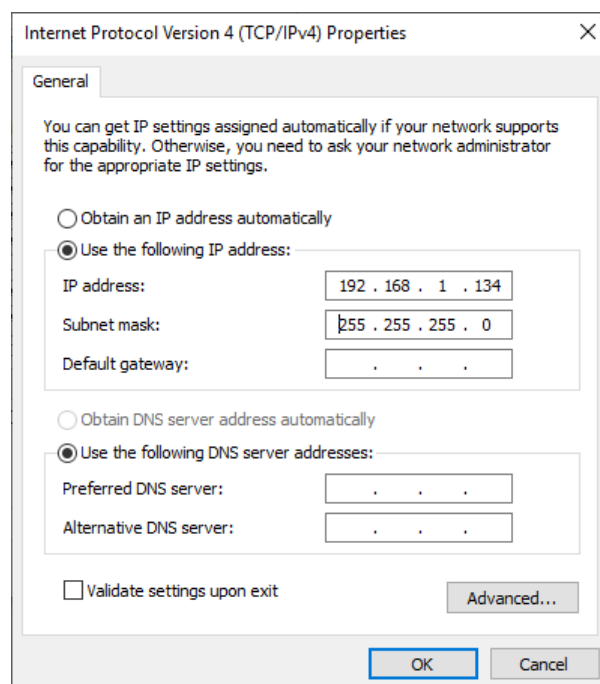 Internet Protocol Version 4 (TCP/IPv4) Properties
General
You can get IP settings assigned automatically if your network supports
this capability. Otherwise, you need to ask your network administrator
for the appropriate IP settings.
Obtain an IP address automatically
Use the following IP address:
IP address: 192 . 168 . 1 . 134
Subnet mask: 255 . 255 . 255 . 0
Default gateway: . . .
Obtain DNS server address automatically
Use the following DNS server addresses:
Preferred DNS server: . . .
Alternative DNS server: . . .
Validate settings upon exit
Advanced...
OK Cancel